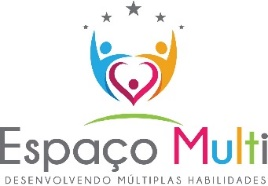 Espaço Multi
DESENVOLVENDO MÚLTIPLAS HABILIDADES